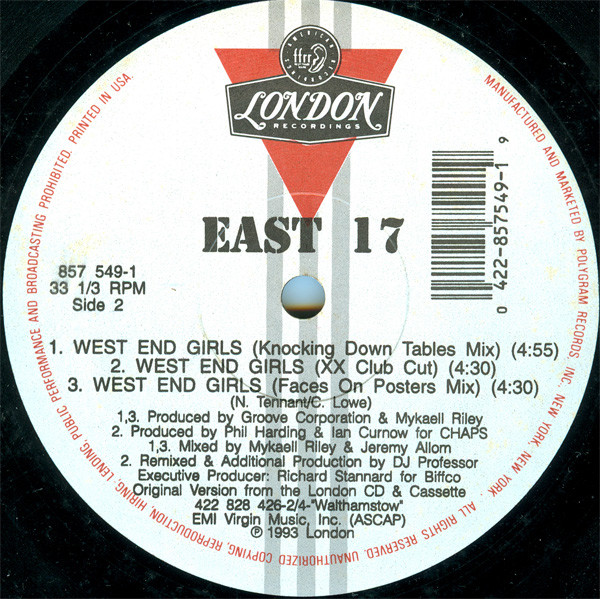 AMERICAN RECORDINGS
ffrr
LONDON
RECORDINGS
EAST 17
857 549-1
33 1/3 RPM
Side 2
0 422-857549-1 9
1. WEST END GIRLS (Knocking Down Tables Mix) (4:55)
2. WEST END GIRLS (XX Club Cut) (4:30)
3. WEST END GIRLS (Faces On Posters Mix) (4:30)
(N. Tennant/C. Lowe)
1,3. Produced by Groove Corporation & Mykaell Riley
2. Produced by Phil Harding & Ian Curnow for CHAPS
1,3. Mixed by Mykaell Riley & Jeremy Allom
2. Remixed & Additional Production by DJ Professor
Executive Producer: Richard Stannard for Biffco
Original Version from the London CD & Cassette
422 828 426-2/4-"Walthamstow"
EMI Virgin Music, Inc. (ASCAP)
℗ 1993 London
MANUFACTURED AND MARKETED BY POLYGRAM RECORDS, INC. NEW YORK, NEW YORK. ALL RIGHTS RESERVED. UNAUTHORIZED COPYING, REPRODUCTION, HIRING, LENDING, PUBLIC PERFORMANCE AND BROADCASTING PROHIBITED. PRINTED IN USA.